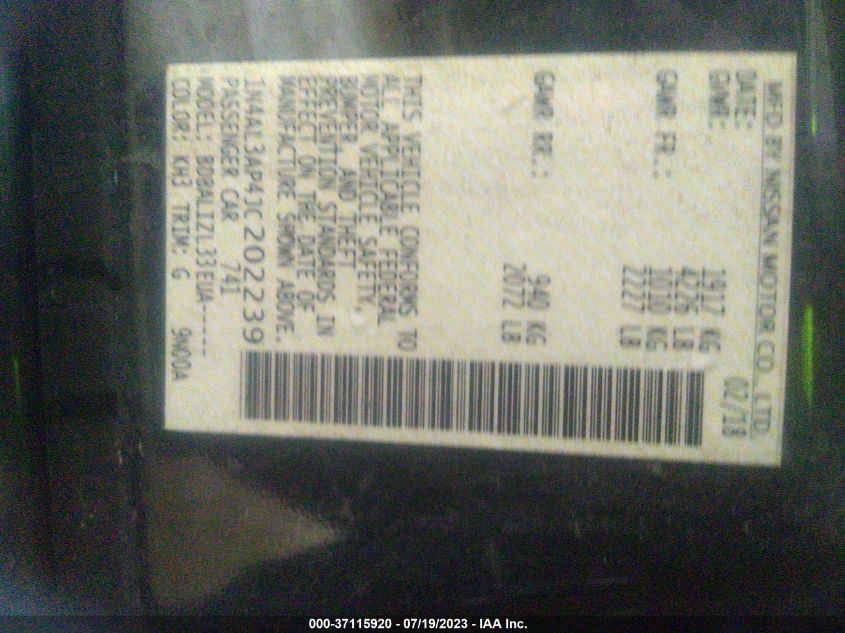 MFD BY NISSAN MOTOR CO., LTD.
DATE: 02/18
GVWR: 1917 KG
4226 LB
GAWR FR.: 1010 KG
2227 LB
GAWR RR.: 940 KG
2072 LB
THIS VEHICLE CONFORMS TO
ALL APPLICABLE FEDERAL
MOTOR VEHICLE SAFETY,
BUMPER, AND THEFT
PREVENTION STANDARDS IN
EFFECT ON THE DATE OF
MANUFACTURE SHOWN ABOVE.
1N4AL3AP4JC202239
PASSENGER CAR 741
MODEL: BDBALIZL33EUA-----
COLOR: KH3 TRIM: G 9N00A
000-37115920 - 07/19/2023 - IAA Inc.